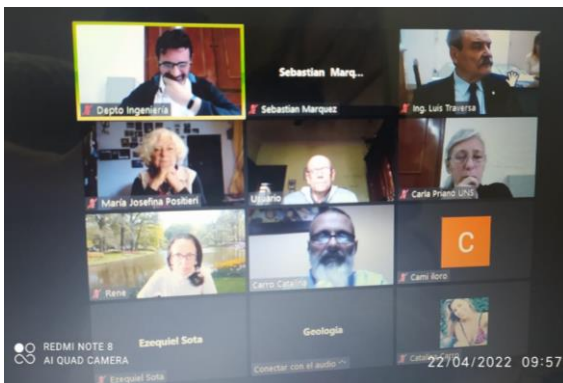 Depto Ingeniería
Sebastian Marq...
Sebastian Marquez
Ing. Luis Traversa
María Josefina Positieri
Usuario
Carla Priano UNS
Rene
Carro Catalina
C
Cami iloro
Ezequiel Sota
Ezequiel Sota
Geologia
Conectar con el audio ^
REDMI NOTE 8
AI QUAD CAMERA
22/04/2022 09:57